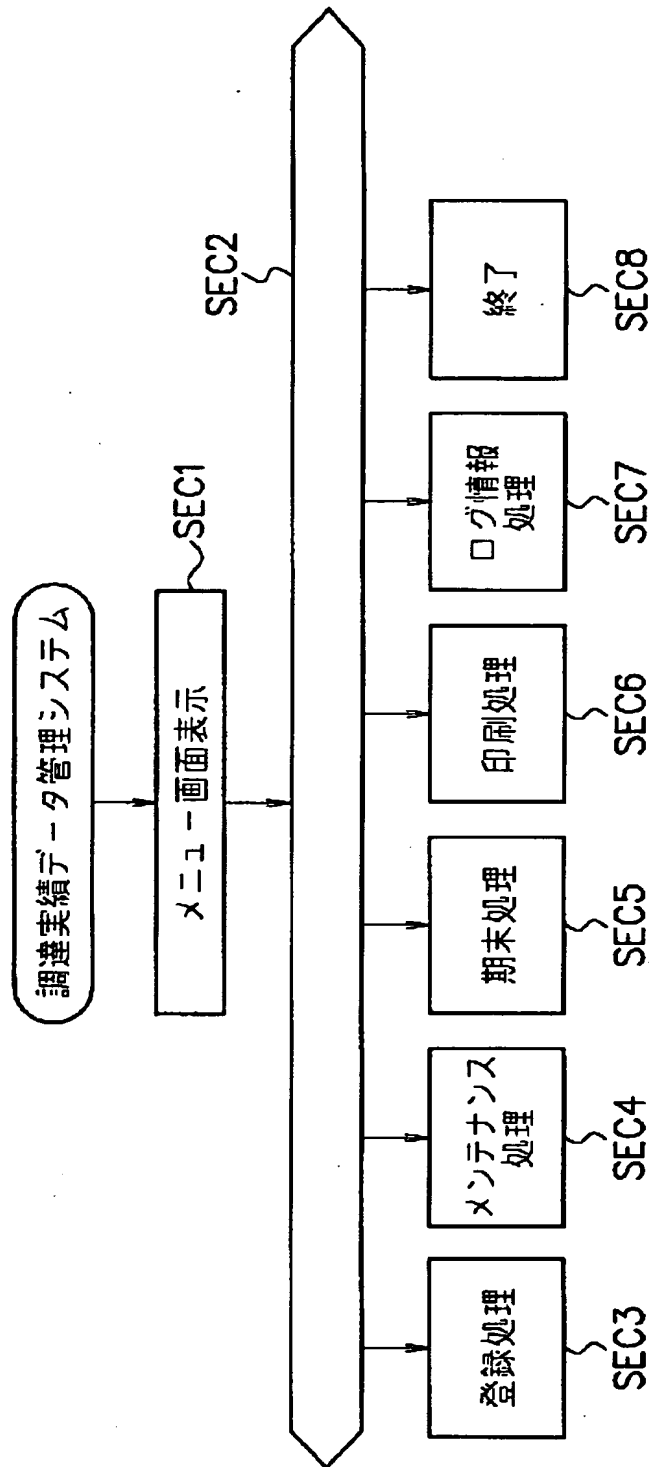 調達実績データ管理システム
メニュー画面表示
SEC1
SEC2
登録処理
メンテナンス
処理
期末処理
印刷処理
ログ情報
処理
終了
SEC3
SEC4
SEC5
SEC6
SEC7
SEC8